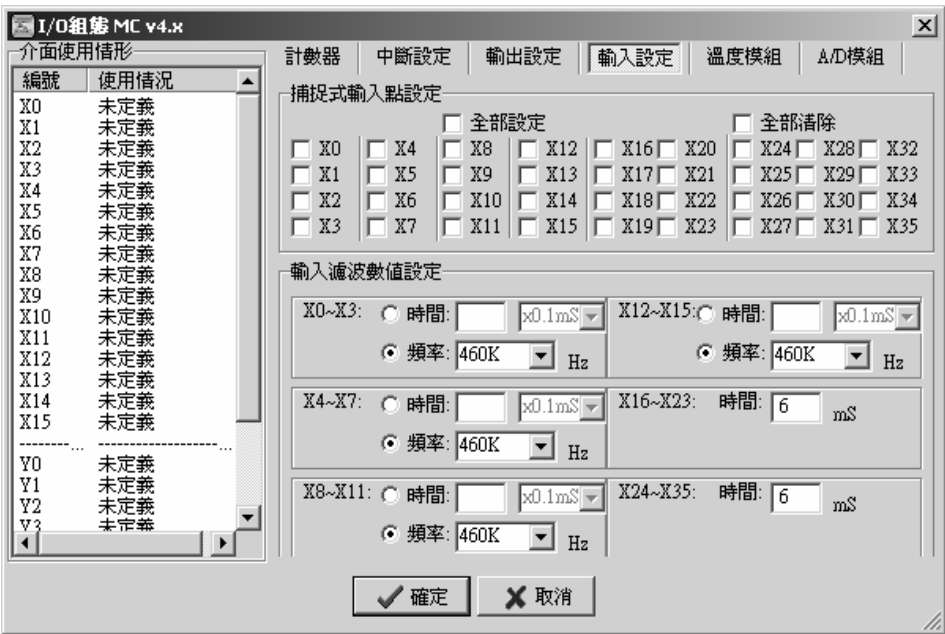 I/O組態 MC v4.x
介面使用情形
編號 使用情況
X0 未定義
X1 未定義
X2 未定義
X3 未定義
X4 未定義
X5 未定義
X6 未定義
X7 未定義
X8 未定義
X9 未定義
X10 未定義
X11 未定義
X12 未定義
X13 未定義
X14 未定義
X15 未定義
-------- ... ------------------ ...
Y0 未定義
Y1 未定義
Y2 未定義
Y3 未定義
計數器 中斷設定 輸出設定 輸入設定 溫度模組 A/D模組
捕捉式輸入點設定
全部設定 全部清除
X0 X4 X8 X12 X16 X20 X24 X28 X32
X1 X5 X9 X13 X17 X21 X25 X29 X33
X2 X6 X10 X14 X18 X22 X26 X30 X34
X3 X7 X11 X15 X19 X23 X27 X31 X35
輸入濾波數值設定
X0~X3: 時間: x0.1mS
頻率: 460K Hz
X12~X15: 時間: x0.1mS
頻率: 460K Hz
X4~X7: 時間: x0.1mS
頻率: 460K Hz
X16~X23: 時間: 6 mS
X8~X11: 時間: x0.1mS
頻率: 460K Hz
X24~X35: 時間: 6 mS
確定 取消